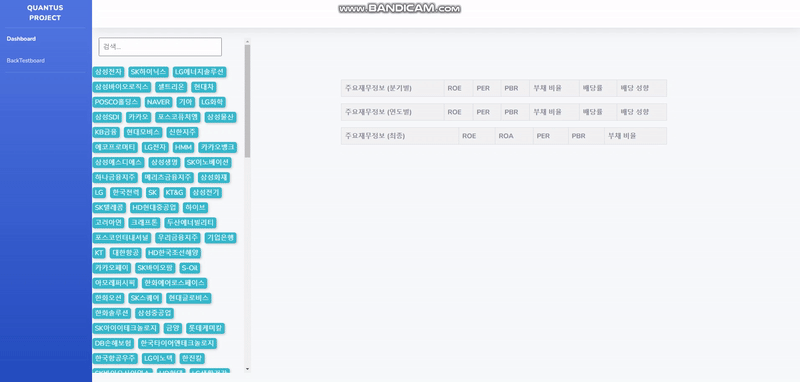 www.BANDICAM.com
QUANTUS
PROJECT
Dashboard
BackTestboard
검색...
삼성전자 SK하이닉스 LG에너지솔루션
삼성바이오로직스 셀트리온 현대차
POSCO홀딩스 NAVER 기아 LG화학
삼성SDI 카카오 포스코퓨처엠 삼성물산
KB금융 현대모비스 신한지주
에코프로머티 LG전자 HMM 카카오뱅크
삼성에스디에스 삼성생명 SK이노베이션
하나금융지주 메리츠금융지주 삼성화재
LG 한국전력 SK KT&G 삼성전기
SK텔레콤 HD현대중공업 하이브
고려아연 크래프톤 두산에너빌리티
포스코인터내셔널 우리금융지주 기업은행
KT 대한항공 HD한국조선해양
카카오페이 SK바이오팜 S-Oil
아모레퍼시픽 한화에어로스페이스
한화오션 SK스퀘어 현대글로비스
한화솔루션 삼성중공업
SK아이이테크놀로지 금양 롯데케미칼
DB손해보험 한국타이어앤테크놀로지
한국항공우주 LG이노텍 한진칼
주요재무정보 (분기별) ROE PER PBR 부채 비율 배당률 배당 성향
주요재무정보 (연도별) ROE PER PBR 부채 비율 배당률 배당 성향
주요재무정보 (최종) ROE ROA PER PBR 부채 비율